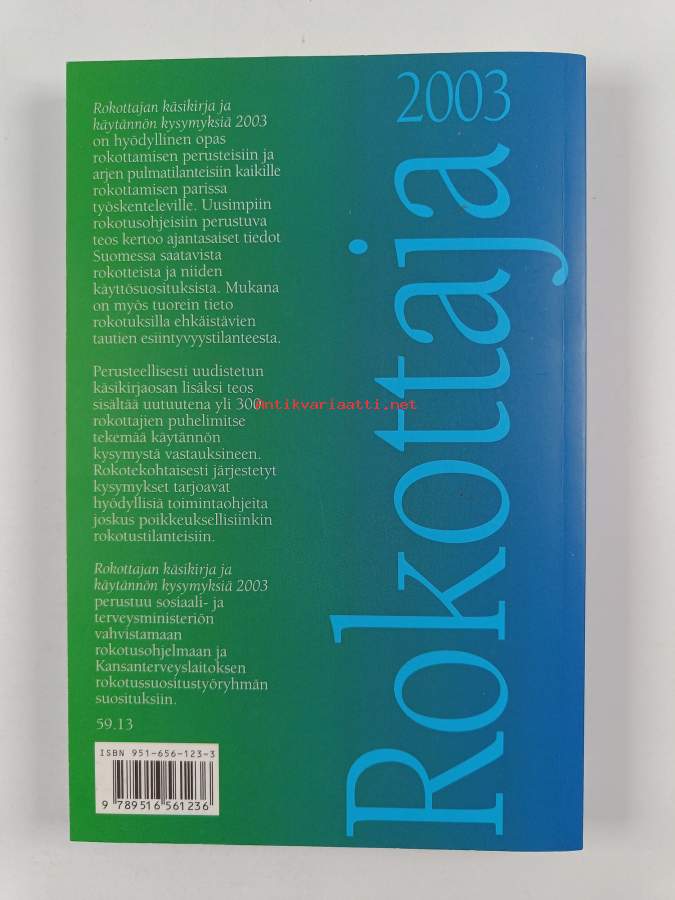 2003
Rokottaja
Rokottajan käsikirja ja
käytännön kysymyksiä 2003
on hyödyllinen opas
rokottamisen perusteisiin ja
arjen pulmatilanteisiin kaikille
rokottamisen parissa
työskenteleville. Uusimpiin
rokotusohjeisiin perustuva
teos kertoo ajantasaiset tiedot
Suomessa saatavista
rokotteista ja niiden
käyttösuosituksista. Mukana
on myös tuorein tieto
rokotuksilla ehkäistävien
tautien esiintyvyystilanteesta.
Perusteellisesti uudistetun
käsikirjaosan lisäksi teos
sisältää uutuutena yli 300
rokottajien puhelimitse
tekemää käytännön
kysymystä vastauksineen.
Rokotekohtaisesti järjestetyt
kysymykset tarjoavat
hyödyllisiä toimintaohjeita
joskus poikkeuksellisiinkin
rokotustilanteisiin.
Rokottajan käsikirja ja
käytännön kysymyksiä 2003
perustuu sosiaali- ja
terveysministeriön
vahvistamaan
rokotusohjelmaan ja
Kansanterveyslaitoksen
rokotussuositustyöryhmän
suosituksiin.
59.13
ISBN 951-656-123-3
9 789516 561236
antikvariaatti.net